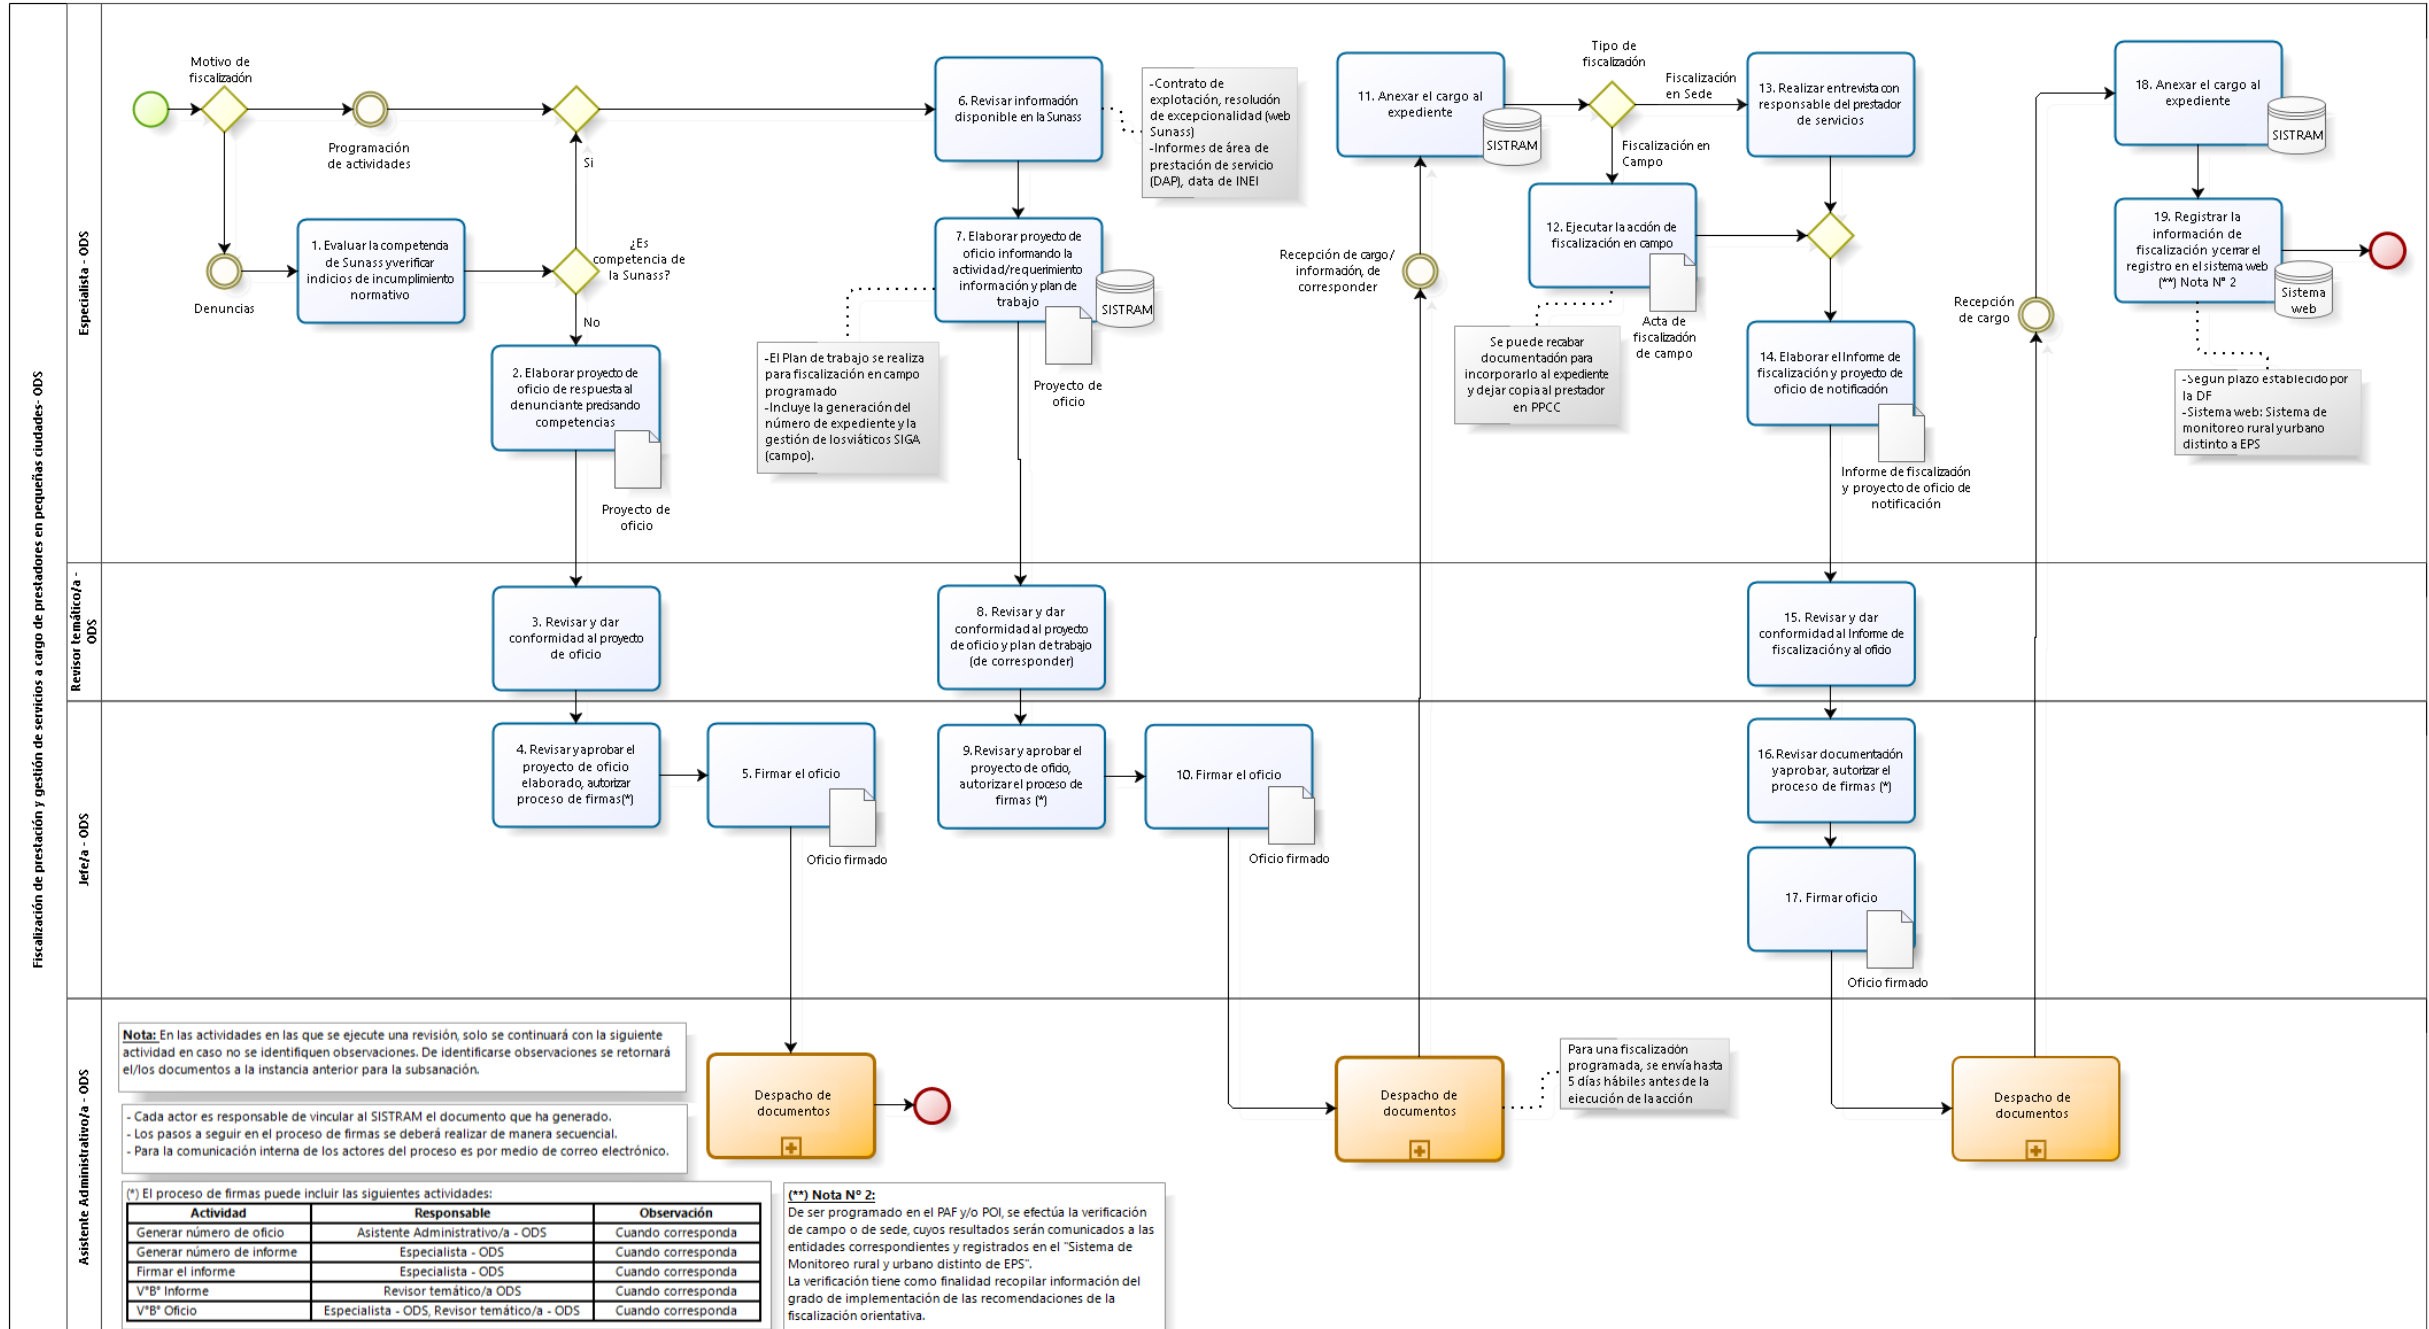 Fiscalización de prestación y gestión de servicios a cargo de prestadores en pequeñas ciudades- ODS
Especialista - ODS
Motivo de
fiscalización
Programación
de actividades
Denuncias
1. Evaluar la competencia
de Sunass y verificar
indicios de incumplimiento
normativo
Si
¿Es
competencia de
la Sunass?
No
2. Elaborar proyecto de
oficio de respuesta al
denunciante precisando
competencias
Proyecto de
oficio
6. Revisar información
disponible en la Sunass
-Contrato de
explotación, resolución
de excepcionalidad (web
Sunass)
-Informes de área de
prestación de servicio
(DAP), data de INEI
7. Elaborar proyecto de
oficio informando la
actividad/requerimiento
información y plan de
trabajo
SISTRAM
Proyecto de
oficio
-El Plan de trabajo se realiza
para fiscalización en campo
programado
-Incluye la generación del
número de expediente y la
gestión de los viáticos SIGA
(campo).
Recepción de cargo/
información, de
corresponder
11. Anexar el cargo al
expediente
SISTRAM
Tipo de
fiscalización
Fiscalización
en Sede
Fiscalización en
Campo
12. Ejecutar la acción de
fiscalización en campo
Acta de
fiscalización
de campo
Se puede recabar
documentación para
incorporarlo al expediente
y dejar copia al prestador
en PPCC
13. Realizar entrevista con
responsable del prestador
de servicios
14. Elaborar el Informe de
fiscalización y proyecto de
oficio de notificación
Informe de fiscalización
y proyecto de oficio de
notificación
Recepción
de cargo
18. Anexar el cargo al
expediente
SISTRAM
19. Registrar la
información de
fiscalización y cerrar el
registro en el sistema web
(**) Nota N° 2
Sistema
web
-Segun plazo establecido por
la DF
-Sistema web: Sistema de
monitoreo rural y urbano
distinto a EPS
Revisor temático/a -
ODS
3. Revisar y dar
conformidad al proyecto
de oficio
8. Revisar y dar
conformidad al proyecto
de oficio y plan de trabajo
(de corresponder)
15. Revisar y dar
conformidad al Informe de
fiscalización y al oficio
Jefe/a - ODS
4. Revisar y aprobar el
proyecto de oficio
elaborado, autorizar
proceso de firmas(*)
5. Firmar el oficio
Oficio firmado
9. Revisar y aprobar el
proyecto de oficio,
autorizar el proceso de
firmas (*)
10. Firmar el oficio
Oficio firmado
16. Revisar documentación
y aprobar, autorizar el
proceso de firmas (*)
17. Firmar oficio
Oficio firmado
Asistente Administrativo/a - ODS
Nota: En las actividades en las que se ejecute una revisión, solo se continuará con la siguiente
actividad en caso no se identifiquen observaciones. De identificarse observaciones se retornará
el/los documentos a la instancia anterior para la subsanación.
- Cada actor es responsable de vincular al SISTRAM el documento que ha generado.
- Los pasos a seguir en el proceso de firmas se deberá realizar de manera secuencial.
- Para la comunicación interna de los actores del proceso es por medio de correo electrónico.
Despacho de
documentos
Despacho de
documentos
Para una fiscalización
programada, se envía hasta
5 días hábiles antes de la
ejecución de la acción
Despacho de
documentos
(*) El proceso de firmas puede incluir las siguientes actividades:
Actividad Responsable Observación
Generar número de oficio Asistente Administrativo/a - ODS Cuando corresponda
Generar número de informe Especialista - ODS Cuando corresponda
Firmar el informe Especialista - ODS Cuando corresponda
V°B° Informe Revisor temático/a ODS Cuando corresponda
V°B° Oficio Especialista - ODS, Revisor temático/a - ODS Cuando corresponda
(**) Nota Nº 2:
De ser programado en el PAF y/o POI, se efectúa la verificación
de campo o de sede, cuyos resultados serán comunicados a las
entidades correspondientes y registrados en el "Sistema de
Monitoreo rural y urbano distinto de EPS".
La verificación tiene como finalidad recopilar información del
grado de implementación de las recomendaciones de la
fiscalización orientativa.